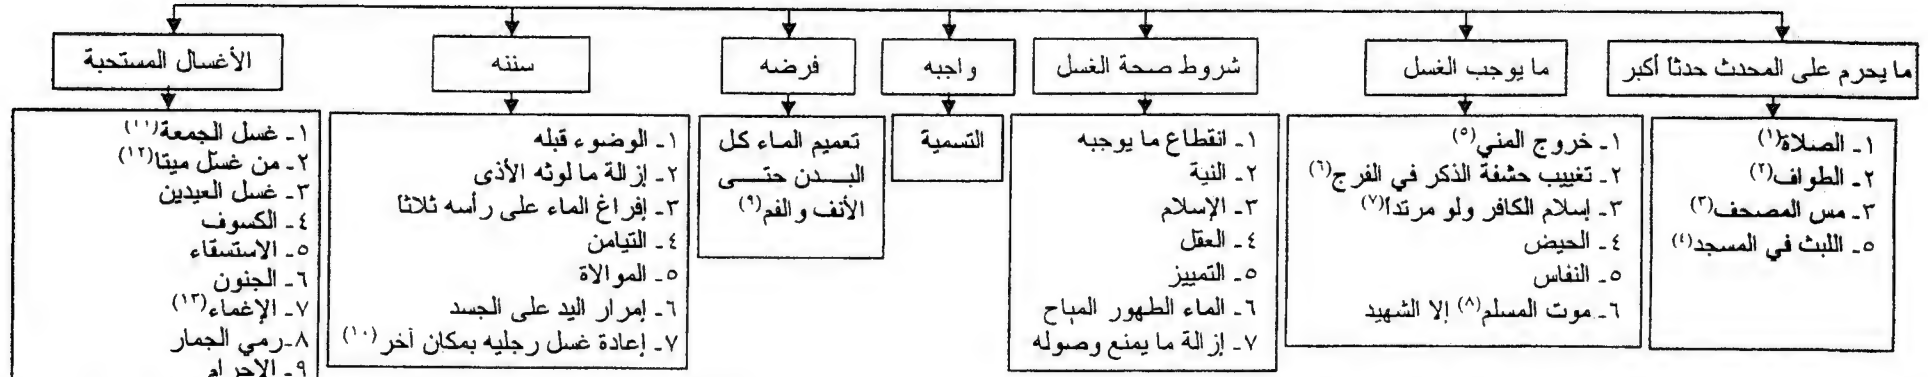 ما يحرم على المحدث حدثا أكبر
١ـ الصلاة(١)
٢ـ الطواف(٢)
٣ـ مس المصحف(٣)
٥ـ اللبث في المسجد(٤)
ما يوجب الغسل
١ـ خروج المني(٥)
٢ـ تغييب حشفة الذكر في الفرج(٦)
٣ـ إسلام الكافر ولو مرتدا(٧)
٤ـ الحيض
٥ـ النفاس
٦ـ موت المسلم(٨) إلا الشهيد
شروط صحة الغسل
١ـ انقطاع ما يوجبه
٢ـ النية
٣ـ الإسلام
٤ـ العقل
٥ـ التمييز
٦ـ الماء الطهور المباح
٧ـ إزالة ما يمنع وصوله
واجبه
التسمية
فرضه
تعميم الماء كل
البــدن حتــى
الأنف والفم(٩)
سننه
١ـ الوضوء قبله
٢ـ إزالة ما لوثه الأذى
٣ـ إفراغ الماء على رأسه ثلاثا
٤ـ التيامن
٥ـ الموالاة
٦ـ إمرار اليد على الجسد
٧ـ إعادة غسل رجليه بمكان آخر(١٠)
الأغسال المستحبة
١ـ غسل الجمعة(١١)
٢ـ من غسل ميتا(١٢)
٣ـ غسل العيدين
٤ـ الكسوف
٥ـ الاستسقاء
٦ـ الجنون
٧ـ الإغماء(١٣)
٨ـ رمي الجمار
٩ـ الإحرام